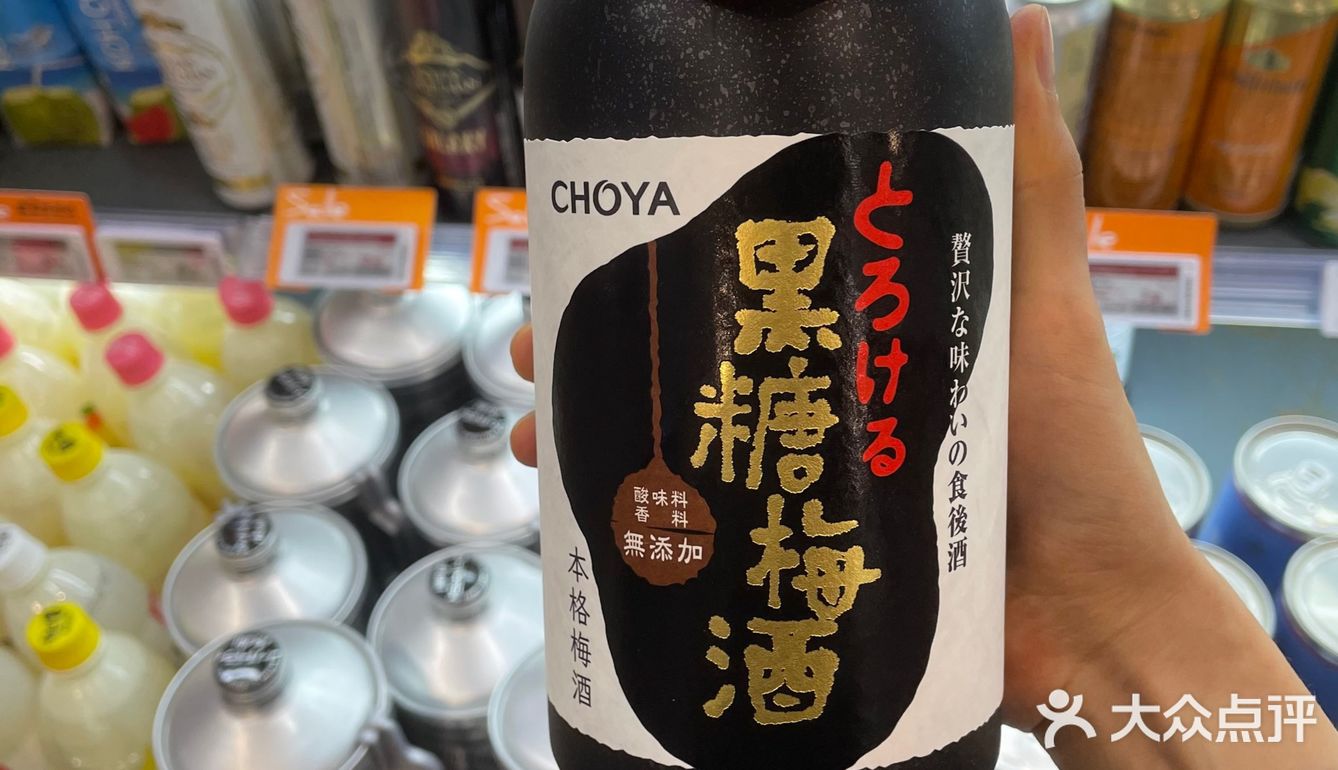 CHOYA
とろける
黒糖梅酒
贅沢な味わいの食後酒
酸味料
香料
無添加
本格梅酒
Sale
大众点评